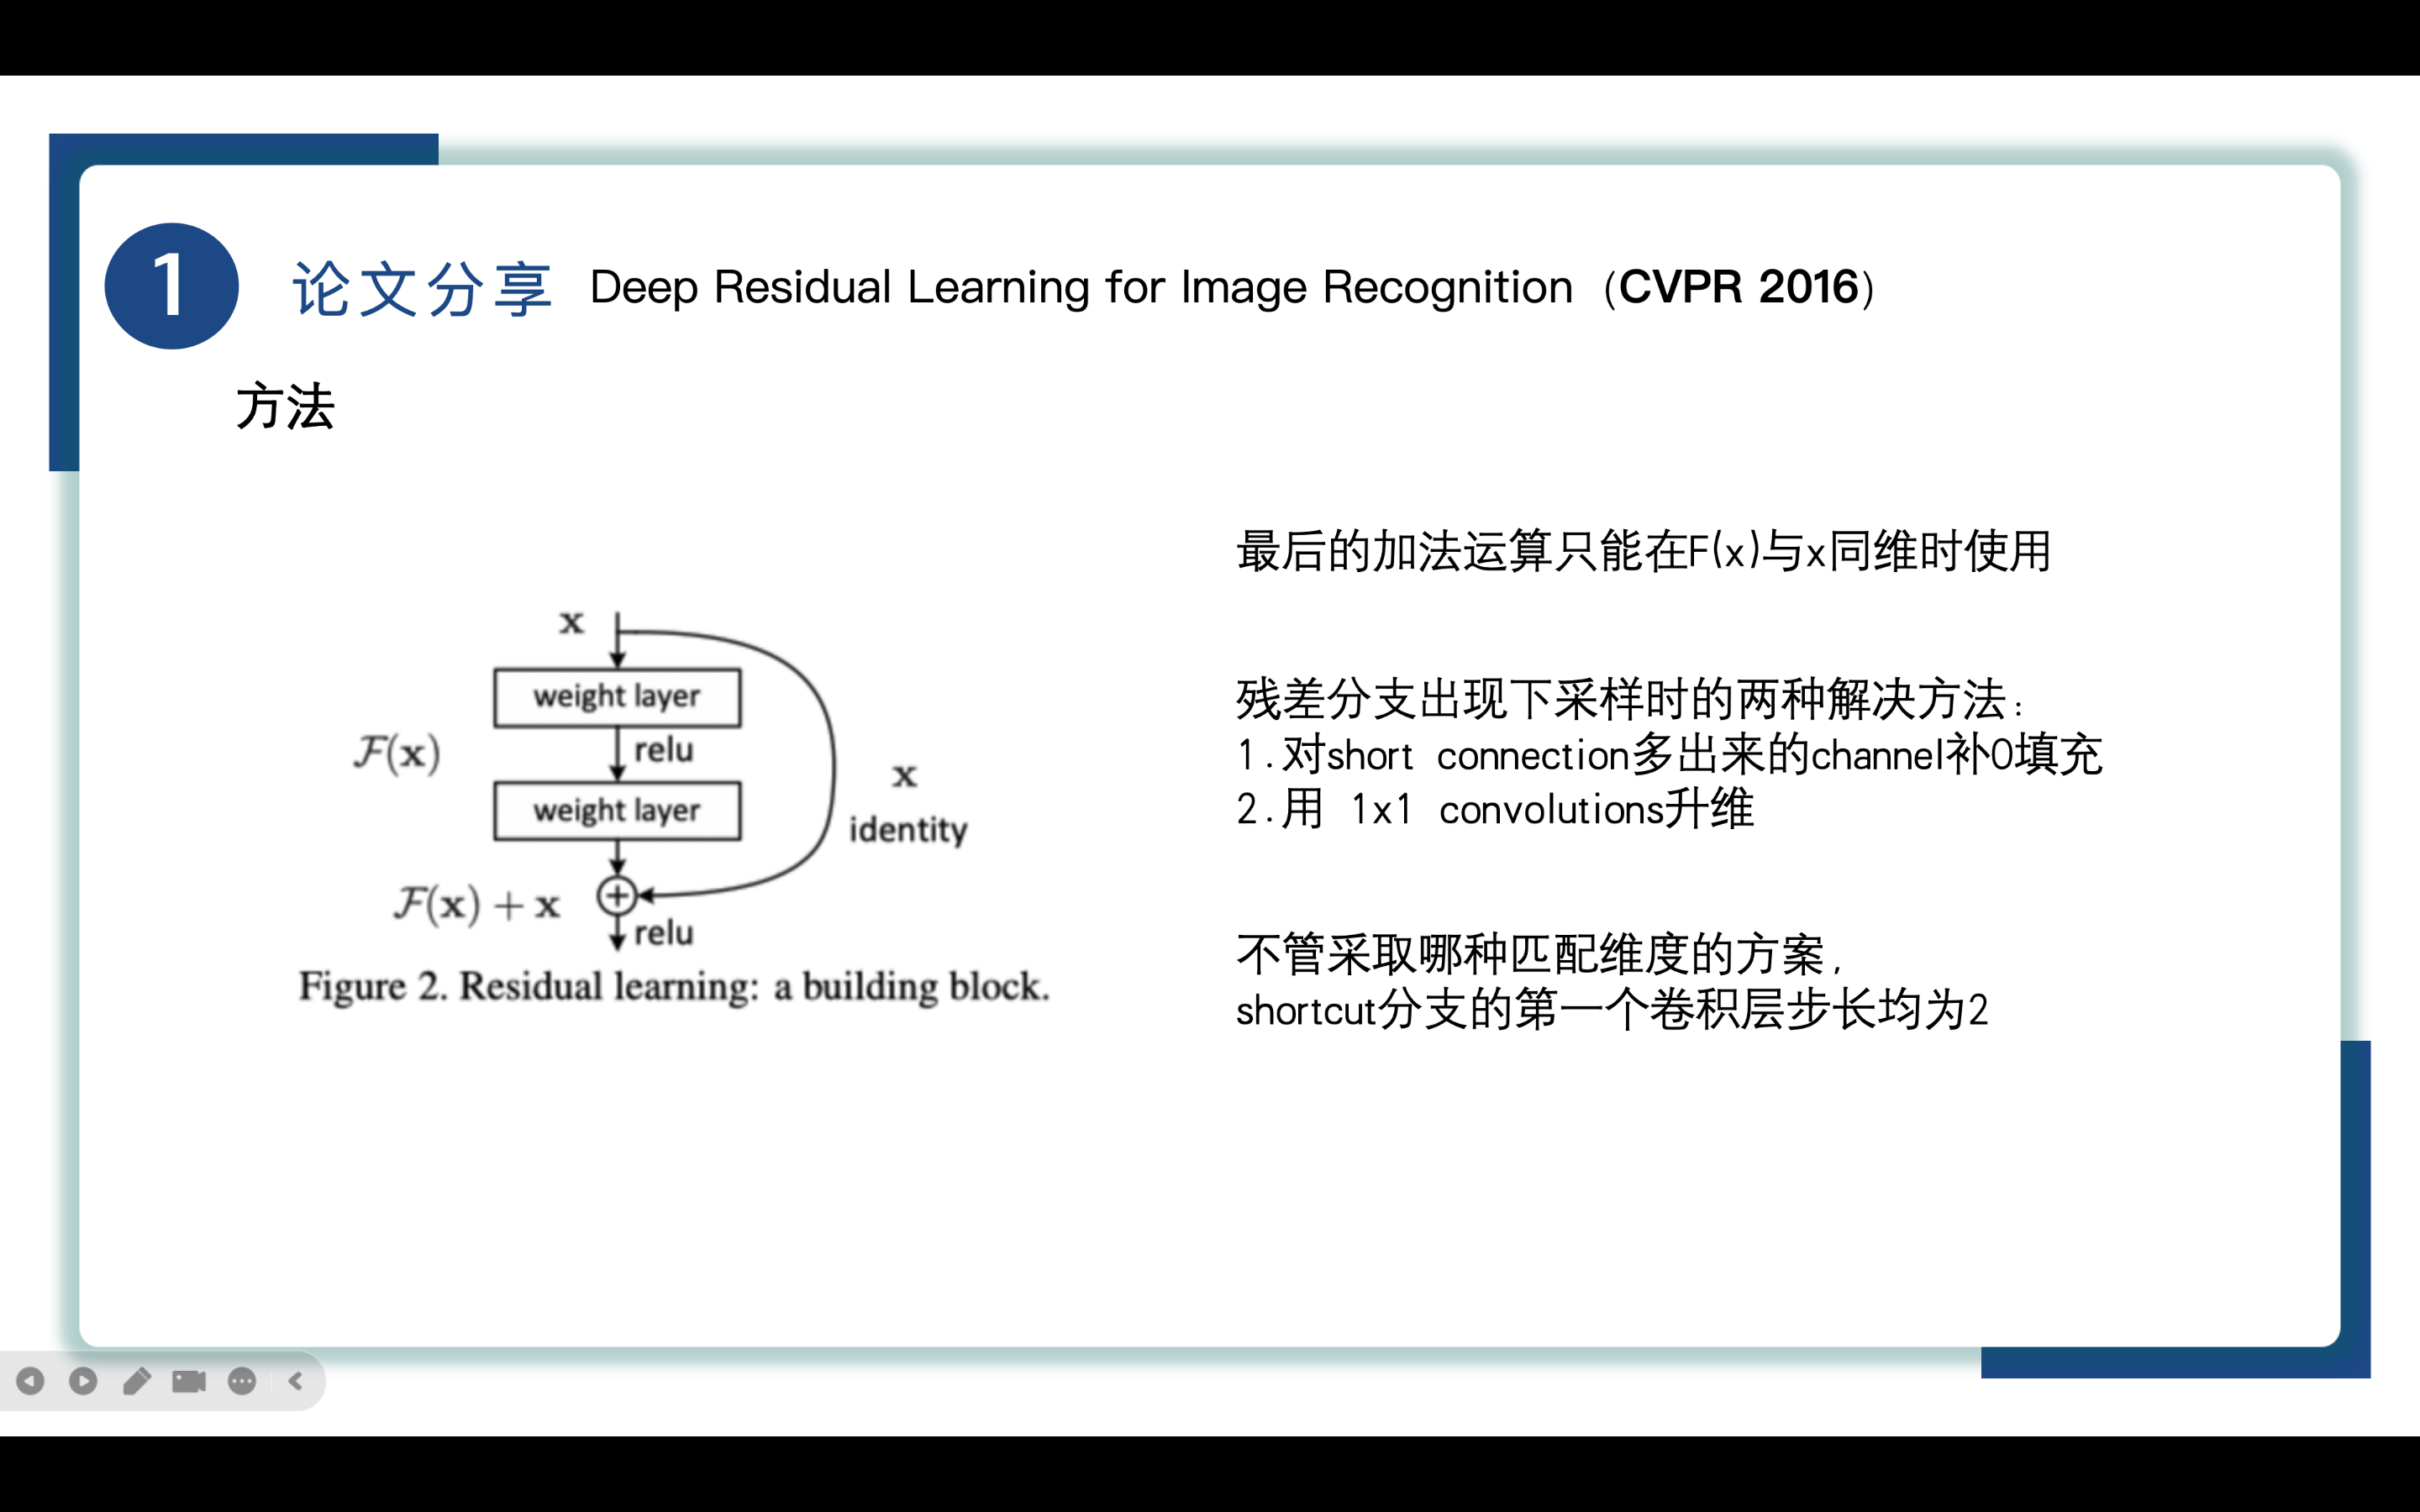 1
论文分享 Deep Residual Learning for Image Recognition（CVPR 2016）
方法
x
weight layer
relu
F(x)
weight layer
x
identity
F(x) + x
relu
Figure 2. Residual learning: a building block.
最后的加法运算只能在F(x)与x同维时使用
残差分支出现下采样时的两种解决方法：
1.对short connection多出来的channel补0填充
2.用 1x1 convolutions升维
不管采取哪种匹配维度的方案，
shortcut分支的第一个卷积层步长均为2